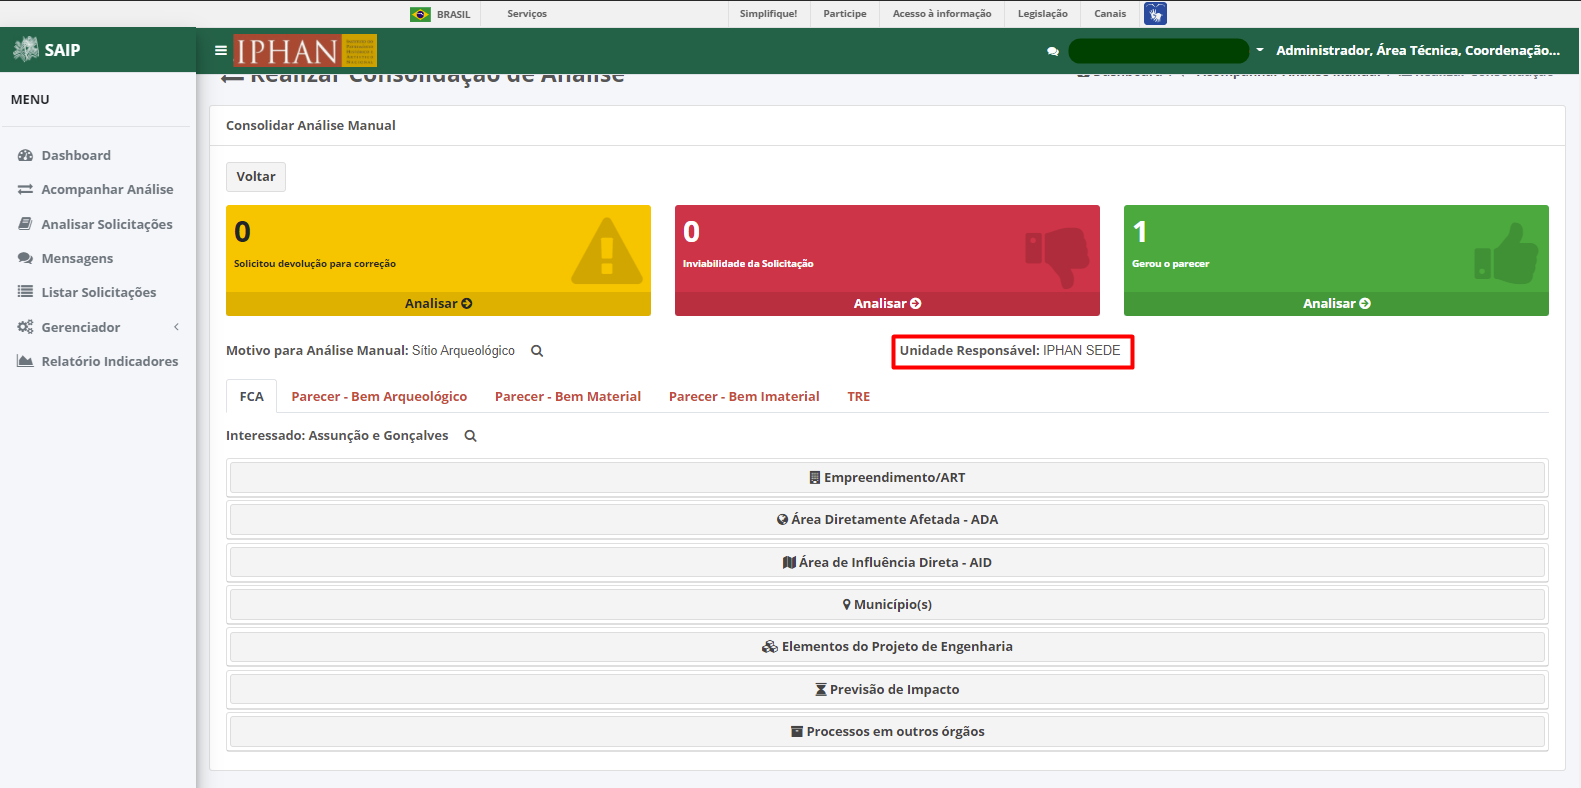 BRASIL Serviços Simplifique! Participe Acesso à informação Legislação Canais
SAIP IPHAN Administrador, Área Técnica, Coordenação...
Realizar Consolidação de Análise
MENU
Dashboard
Acompanhar Análise
Analisar Solicitações
Mensagens
Listar Solicitações
Gerenciador
Relatório Indicadores
Consolidar Análise Manual
Voltar
0
Solicitou devolução para correção
Analisar
0
Inviabilidade da Solicitação
Analisar
1
Gerou o parecer
Analisar
Motivo para Análise Manual: Sítio Arqueológico
Unidade Responsável: IPHAN SEDE
FCA Parecer - Bem Arqueológico Parecer - Bem Material Parecer - Bem Imaterial TRE
Interessado: Assunção e Gonçalves
Empreendimento/ART
Área Diretamente Afetada - ADA
Área de Influência Direta - AID
Município(s)
Elementos do Projeto de Engenharia
Previsão de Impacto
Processos em outros órgãos